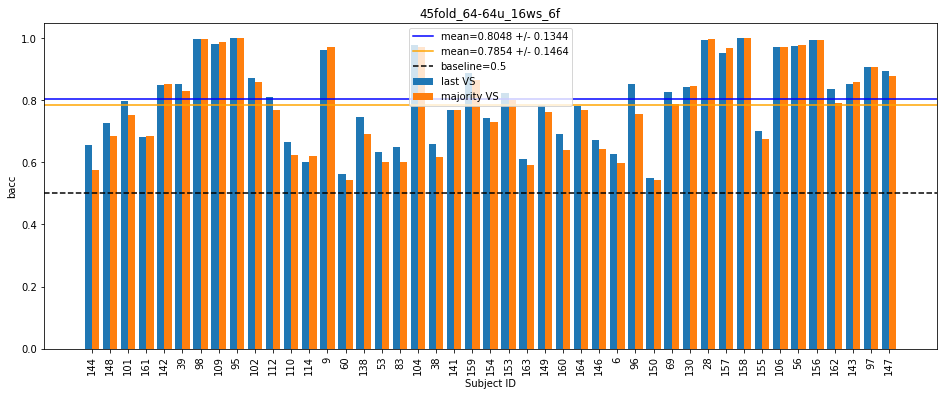 45fold_64-64u_16ws_6f
mean=0.8048 +/- 0.1344
mean=0.7854 +/- 0.1464
baseline=0.5
last VS
majority VS
bacc
1.0
0.8
0.6
0.4
0.2
0.0
144 148 101 161 142 39 98 109 95 102 112 110 114 9 60 138 53 83 104 38 141 159 154 153 163 149 160 164 146 6 96 150 69 130 28 157 158 155 106 56 156 162 143 97 147
Subject ID